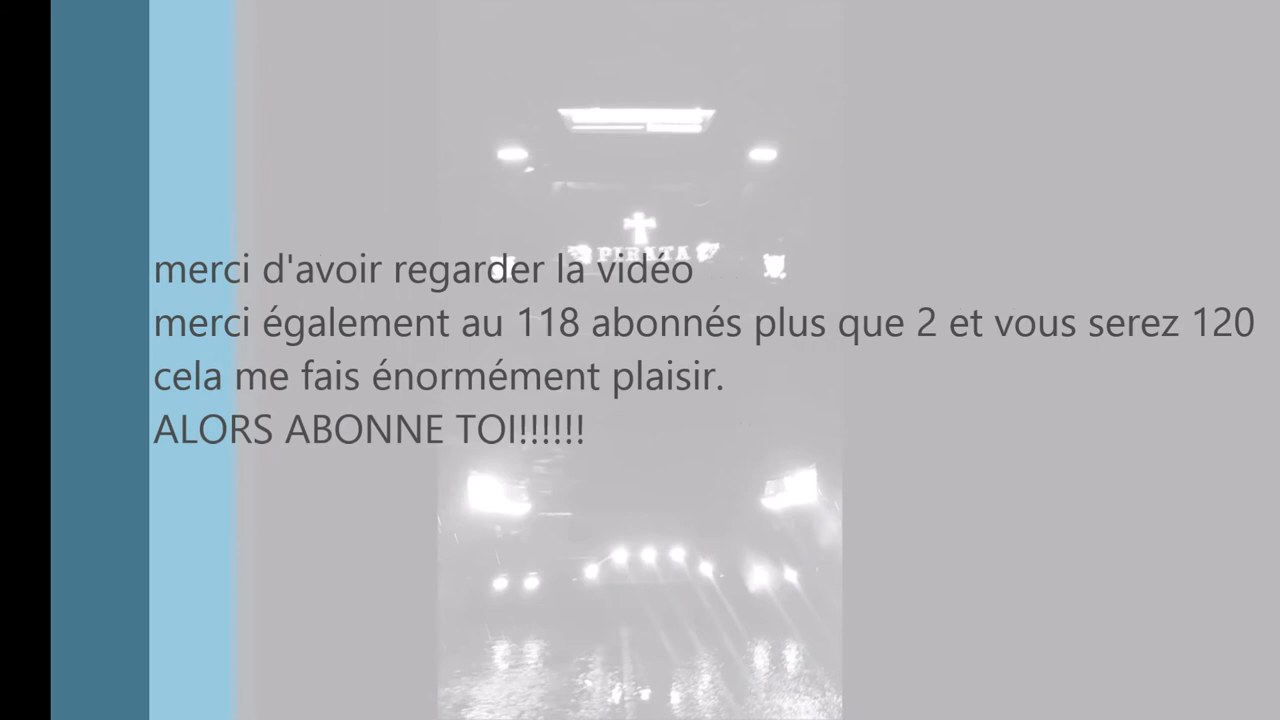 PIRATA
merci d'avoir regarder la vidéo
merci également au 118 abonnés plus que 2 et vous serez 120
cela me fais énormément plaisir.
ALORS ABONNE TOI!!!!!!!